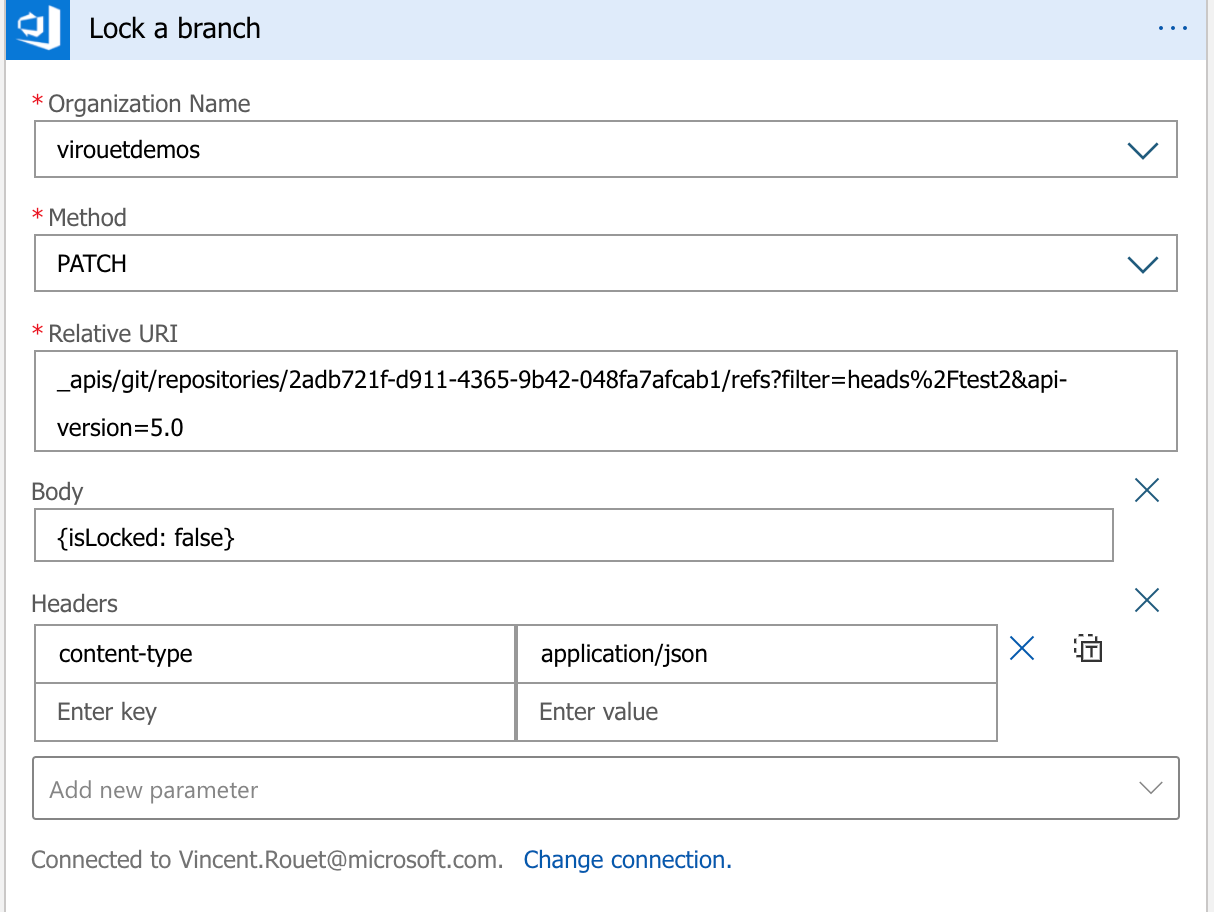 Lock a branch
* Organization Name
virouetdemos
* Method
PATCH
* Relative URI
_apis/git/repositories/2adb721f-d911-4365-9b42-048fa7afcab1/refs?filter=heads%2Ftest2&api-
version=5.0
Body
{isLocked: false}
Headers
content-type application/json
Enter key Enter value
Add new parameter
Connected to Vincent.Rouet@microsoft.com. Change connection.